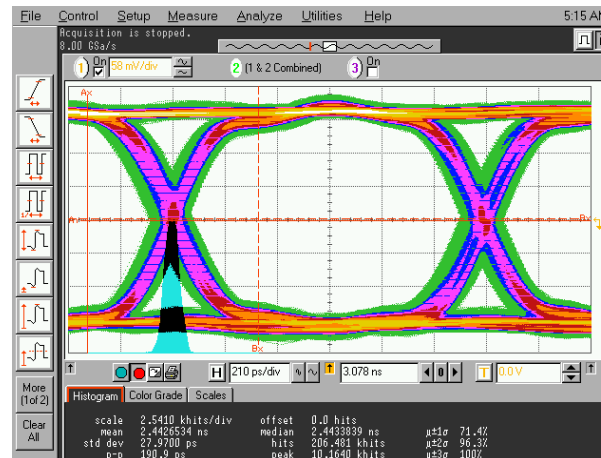 File Control Setup Measure Analyze Utilities Help 5:15 AM
Acquisition is stopped.
8.00 GSa/s
1 On 58 mV/div 2 (1 & 2 Combined) 3 On
Ax
Ay Bx
Bx
H 210 ps/div 3.078 ns 0 T 0.0 V
More
(1of 2)
Clear
All
Histogram Color Grade Scales
scale 2.5410 khits/div offset 0.0 hits
mean 2.4426534 ns median 2.4433839 ns µ±1σ 71.4%
std dev 27.9700 ps hits 206.481 khits µ±2σ 96.3%
p-p 190.9 ps peak 10.1640 khits µ±3σ 100%